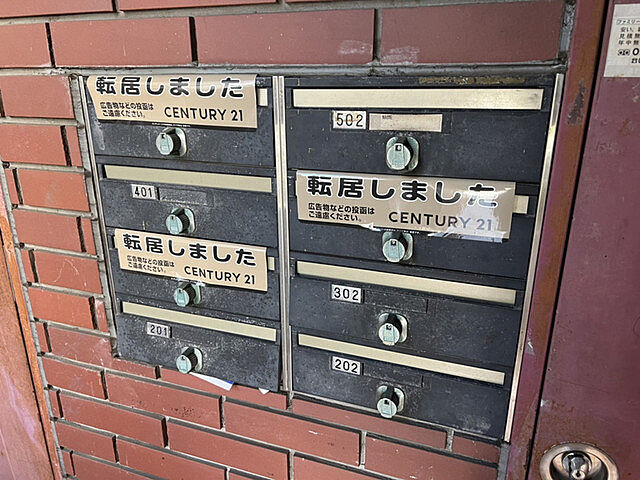 転居しました
広告物などの投函は
ご遠慮ください。
CENTURY 21
502
401
転居しました
広告物などの投函は
ご遠慮ください。
CENTURY 21
転居しました
広告物などの投函は
ご遠慮ください。
CENTURY 21
302
201
202